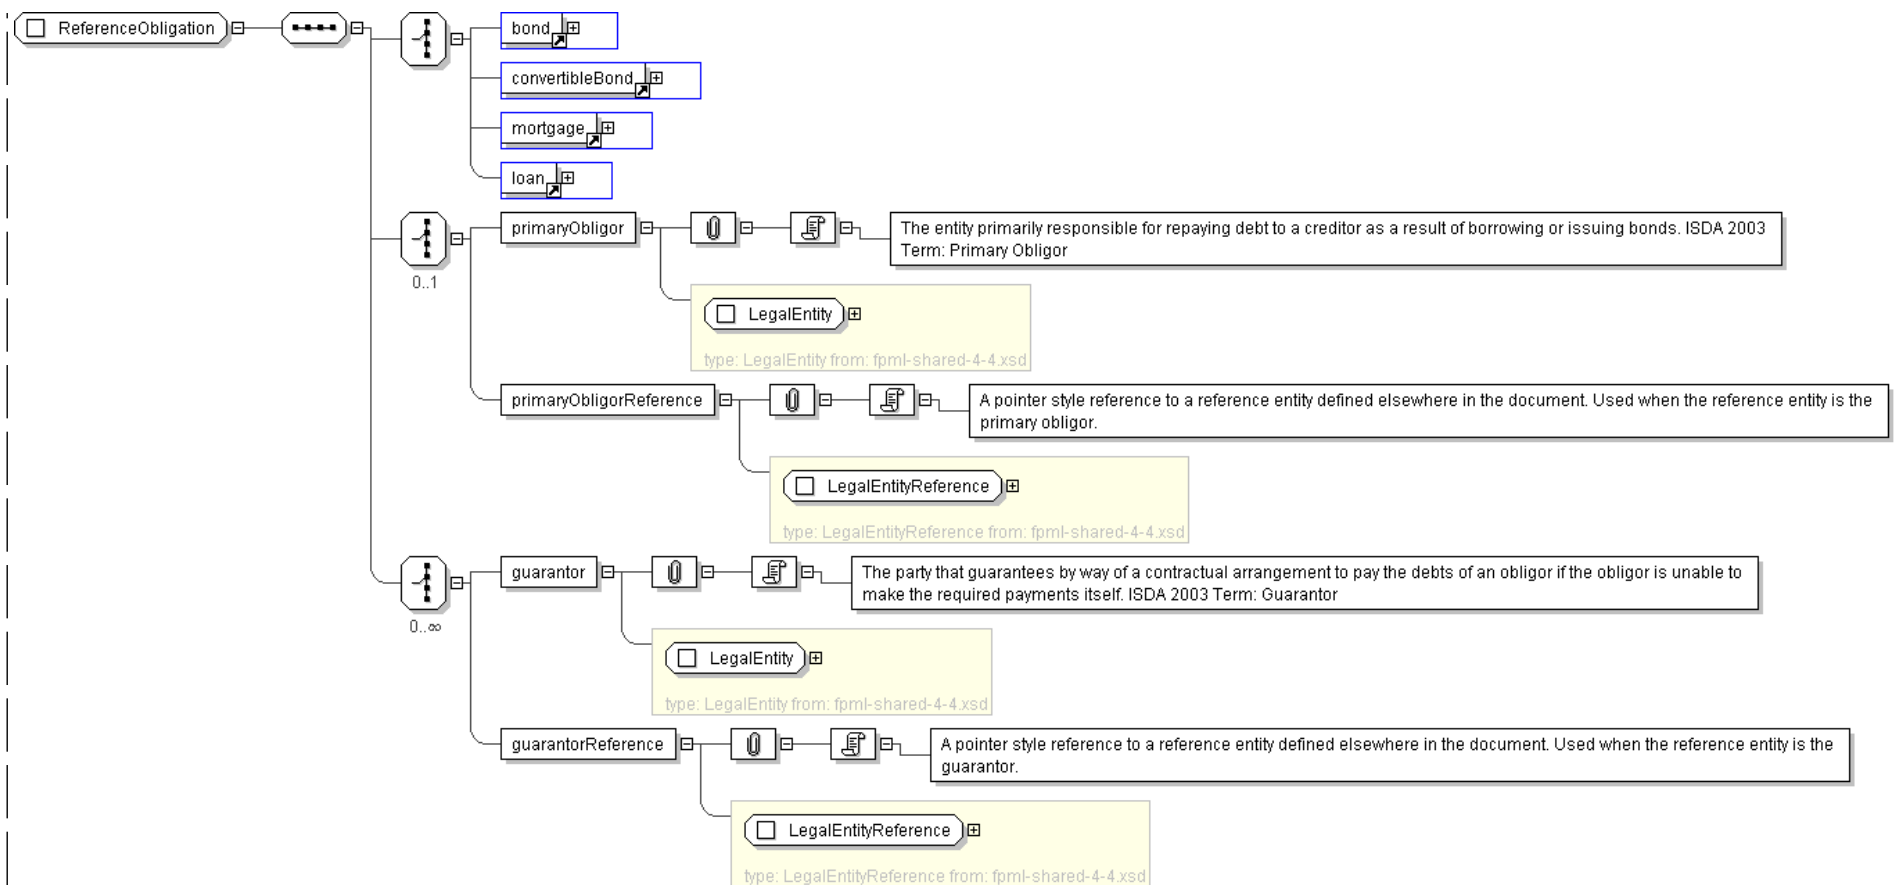 ReferenceObligation
bond
convertibleBond
mortgage
loan
0..1
primaryObligor
The entity primarily responsible for repaying debt to a creditor as a result of borrowing or issuing bonds. ISDA 2003
Term: Primary Obligor
LegalEntity
type: LegalEntity from: fpml-shared-4-4.xsd
primaryObligorReference
A pointer style reference to a reference entity defined elsewhere in the document. Used when the reference entity is the
primary obligor.
LegalEntityReference
type: LegalEntityReference from: fpml-shared-4-4.xsd
0..∞
guarantor
The party that guarantees by way of a contractual arrangement to pay the debts of an obligor if the obligor is unable to
make the required payments itself. ISDA 2003 Term: Guarantor
LegalEntity
type: LegalEntity from: fpml-shared-4-4.xsd
guarantorReference
A pointer style reference to a reference entity defined elsewhere in the document. Used when the reference entity is the
guarantor.
LegalEntityReference
type: LegalEntityReference from: fpml-shared-4-4.xsd